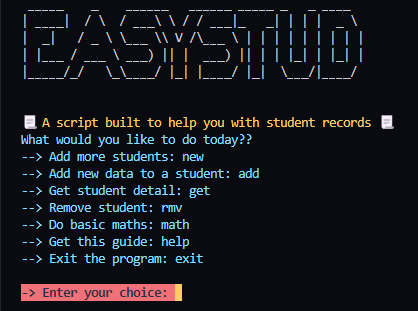 EASYSTUD
📃 A script built to help you with student records 📃
What would you like to do today??
--> Add more students: new
--> Add new data to a student: add
--> Get student detail: get
--> Remove student: rmv
--> Do basic maths: math
--> Get this guide: help
--> Exit the program: exit
-> Enter your choice: